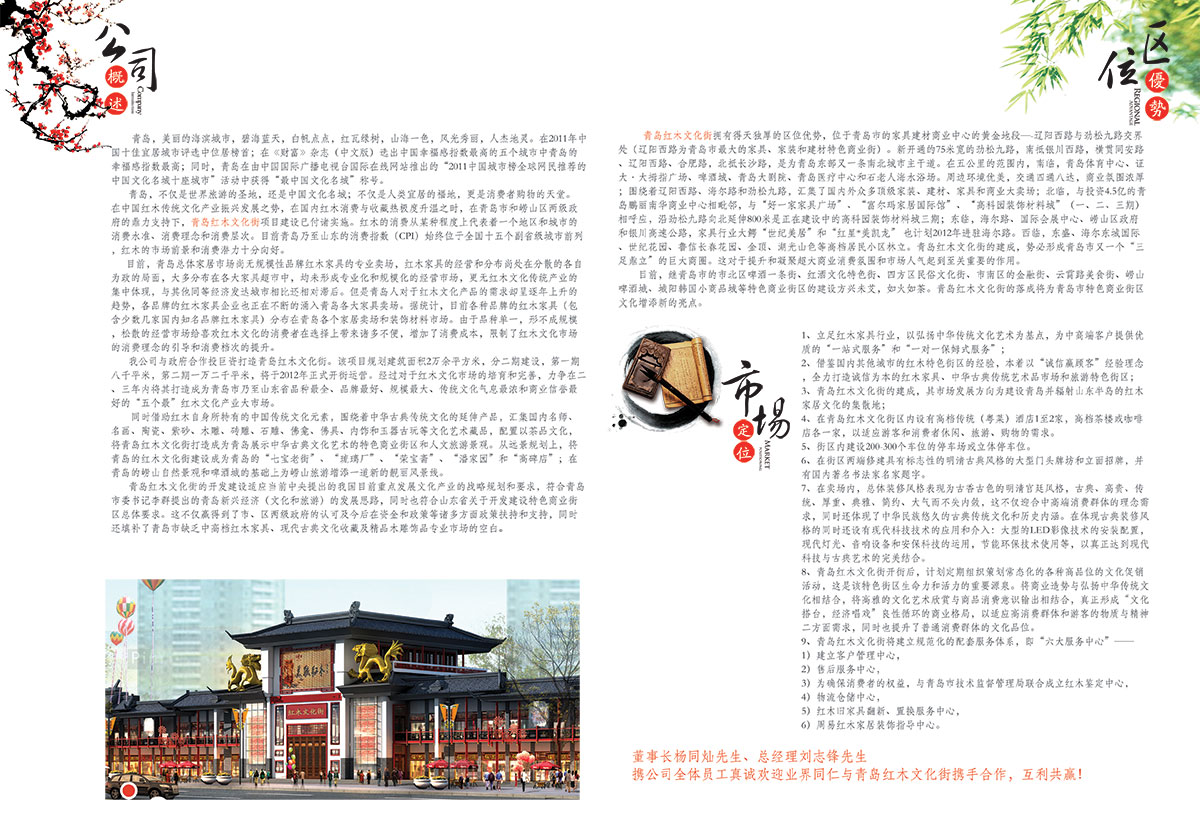 公司
概述
Company
青岛，美丽的海滨城市，碧海蓝天，白帆点点，红瓦绿树，山海一色，风光秀丽，人杰地灵。在2011年中
国十佳宜居城市评选中位居榜首；在《财富》杂志（中文版）选出中国幸福感指数最高的五个城市中青岛的
幸福感指数最高；同时，青岛在由中国国际广播电视台国际在线网站推出的“2011中国城市榜全球网民推荐的
中国文化名城十座城市”活动中获得“最中国文化名城”称号。
青岛，不仅是世界旅游的圣地，还是中国文化名城；不仅是人类宜居的福地，更是消费者购物的天堂。
在中国红木传统文化产业振兴发展之势，在国内红木消费与收藏热极度升温之时，在青岛市和崂山区两级政
府的鼎力支持下，青岛红木文化街项目建设已付诸实施。红木的消费从某种程度上代表着一个地区和城市的
消费水准、消费理念和消费层次。目前青岛乃至山东的消费指数（CPI）始终位于全国十五个副省级城市前列
，红木的市场前景和消费潜力十分向好。
目前，青岛总体家居市场尚无规模性品牌红木家具的专业卖场，红木家具的经营和分布尚处在分散的各自
为政的局面，大多分布在各大家具超市中，均未形成专业化和规模化的经营市场，更无红木文化传统产业的
集中体现，与其他同等经济发达城市相比还相对滞后。但是青岛人对于红木文化产品的需求却呈逐年上升的
趋势，各品牌的红木家具企业也正在不断的涌入青岛各大家具卖场。据统计，目前各种品牌的红木家具（包
含少数几家国内知名品牌红木家具）分布在青岛各个家居卖场和装饰材料市场。由于品种单一，形不成规模
，松散的经营市场给喜欢红木文化的消费者在选择上带来诸多不便，增加了消费成本，限制了红木文化市场
的消费理念的引导和消费档次的提升。
我公司与政府合作投巨资打造青岛红木文化街。该项目规划建筑面积2万余平方米，分二期建设，第一期
八千平米，第二期一万二千平米，将于2012年正式开街运营。经过对于红木文化市场的培育和完善，力争在二
、三年内将其打造成为青岛市乃至山东省品种最全、品牌最好、规模最大、传统文化气息最浓和商业信誉最
好的“五个最”红木文化产业大市场。
同时借助红木自身所特有的中国传统文化元素，围绕着中华古典传统文化的延伸产品，汇集国内名师、
名画、陶瓷、紫砂、木雕、砖雕、石雕、佛龛、佛具、内饰和玉器古玩等文化艺术藏品，配置以茶品文化，
将青岛红木文化街打造成为青岛展示中华古典文化艺术的特色商业街区和人文旅游景观。从远景规划上，将
青岛的红木文化街建设成为青岛的“七宝老街”、“琉璃厂”、“荣宝斋”、“潘家园”和“高碑店”；在
青岛的崂山自然景观和啤酒城的基础上为崂山旅游增添一道新的靓丽风景线。
青岛红木文化街的开发建设适应当前中央提出的我国目前重点发展文化产业的战略规划和要求，符合青岛
市委书记李群提出的青岛新兴经济（文化和旅游）的发展思路，同时也符合山东省关于开发建设特色商业街
区总体要求。这不仅赢得到了市、区两级政府的认可及今后在资金和政策等诸多方面政策扶持和支持，同时
还填补了青岛市缺乏中高档红木家具、现代古典文化收藏及精品木雕饰品专业市场的空白。
红木文化街
区位
優勢
REGIONAL
青岛红木文化街拥有得天独厚的区位优势，位于青岛市的家具建材商业中心的黄金地段—辽阳西路与劲松九路交界
处（辽阳西路为青岛市最大的家具、家装和建材特色商业街）。新开通的75米宽的劲松九路，南抵银川西路，横贯同安路
、辽阳西路、合肥路，北抵长沙路，是为青岛东部又一条南北城市主干道。在五公里的范围内，南临，青岛体育中心、证
大・大拇指广场、啤酒城、青岛大剧院、青岛医疗中心和石老人海水浴场。周边环境优美，交通四通八达，商业氛围浓厚
；围绕着辽阳西路、海尔路和劲松九路，汇集了国内外众多顶级家装、建材、家具和商业大卖场；北临，与投资4.5亿的青
岛鹏丽南华商业中心相毗邻，与“好一家家具广场”、“富尔玛家居国际馆”、“高科园装饰材料城”（一、二、三期）
相呼应，沿劲松九路向北延伸800米是正在建设中的高科园装饰材料城三期；东临，海尔路、国际会展中心、崂山区政府
和银川高速公路，家具行业大鳄“世纪美居”和“红星•美凯龙”也计划2012年进驻海尔路。西临，东盛、海尔东城国际
、世纪花园、鲁信长春花园、金顶、湖光山色等高档居民小区林立。青岛红木文化街的建成，势必形成青岛市又一个“三
足鼎立”的巨大商圈。这对于提升和凝聚超大商业消费氛围和市场人气起到至关重要的作用。
目前，继青岛市的市北区啤酒一条街、红酒文化特色街、四方区民俗文化街、市南区的金融街、云霄路美食街、崂山
啤酒城、城阳韩国小商品城等特色商业街区的建设方兴未艾，如火如荼。青岛红木文化街的落成将为青岛市特色商业街区
文化增添新的亮点。
市场
定位
MARKET
1、立足红木家具行业，以弘扬中华传统文化艺术为基点，为中高端客户提供优
质的“一站式服务”和“一对一保姆式服务”；
2、借鉴国内其他城市的红木特色街区的经验，本着以“诚信赢顾客”经验理念
，全力打造诚信为本的红木家具、中华古典传统艺术品市场和旅游特色街区；
3、青岛红木文化街的建成，具市场发展方向为建设青岛并辐射山东半岛的红木
家居文化的集散地；
4、在青岛红木文化街区内设有高档传统（粤菜）酒店1至2家，高档茶楼或咖啡
店各一家，以适应游客和消费者休闲、旅游、购物的需求。
5、街区内建设200-300个车位的停车场或立体停车位。
6、在街区两端修建具有标志性的明清古典风格的大型门头牌坊和立面招牌，并
有国内著名书法家名家题字。
7、在卖场内，总体装修风格表现为古香古色的明清宫廷风格，古典、高贵、传
统、厚重、典雅、简约、大气而不失内敛，这不仅迎合中高端消费群体的理念需
求，同时还体现了中华民族悠久的古典传统文化和历史内涵。在体现古典装修风
格的同时还设有现代科技技术的应用和介入：大型的LED影像技术的安装配置，
现代灯光、音响设备和安保科技的运用，节能环保技术使用等，以真正达到现代
科技与古典艺术的完美结合。
8、青岛红木文化街开街后，计划定期组织策划常态化的各种高品位的文化促销
活动，这是该特色街区生命力和活力的重要源泉。将商业造势与弘扬中华传统文
化相结合，将高雅的文化艺术欣赏与商品消费意识输出相结合，真正形成“文化
搭台，经济唱戏”良性循环的商业格局，以适应高消费群体和游客的物质与精神
二方面需求，同时也提升了普通消费群体的文化品位。
9、青岛红木文化街将建立规范化的配套服务体系，即“六大服务中心”——
1）建立客户管理中心，
2）售后服务中心，
3）为确保消费者的权益，与青岛市技术监督管理局联合成立红木鉴定中心，
4）物流仓储中心，
5）红木旧家具翻新、置换服务中心，
6）周易红木家居装饰指导中心。
董事长杨同灿先生、总经理刘志锋先生
携公司全体员工真诚欢迎业界同仁与青岛红木文化街携手合作，互利共赢！